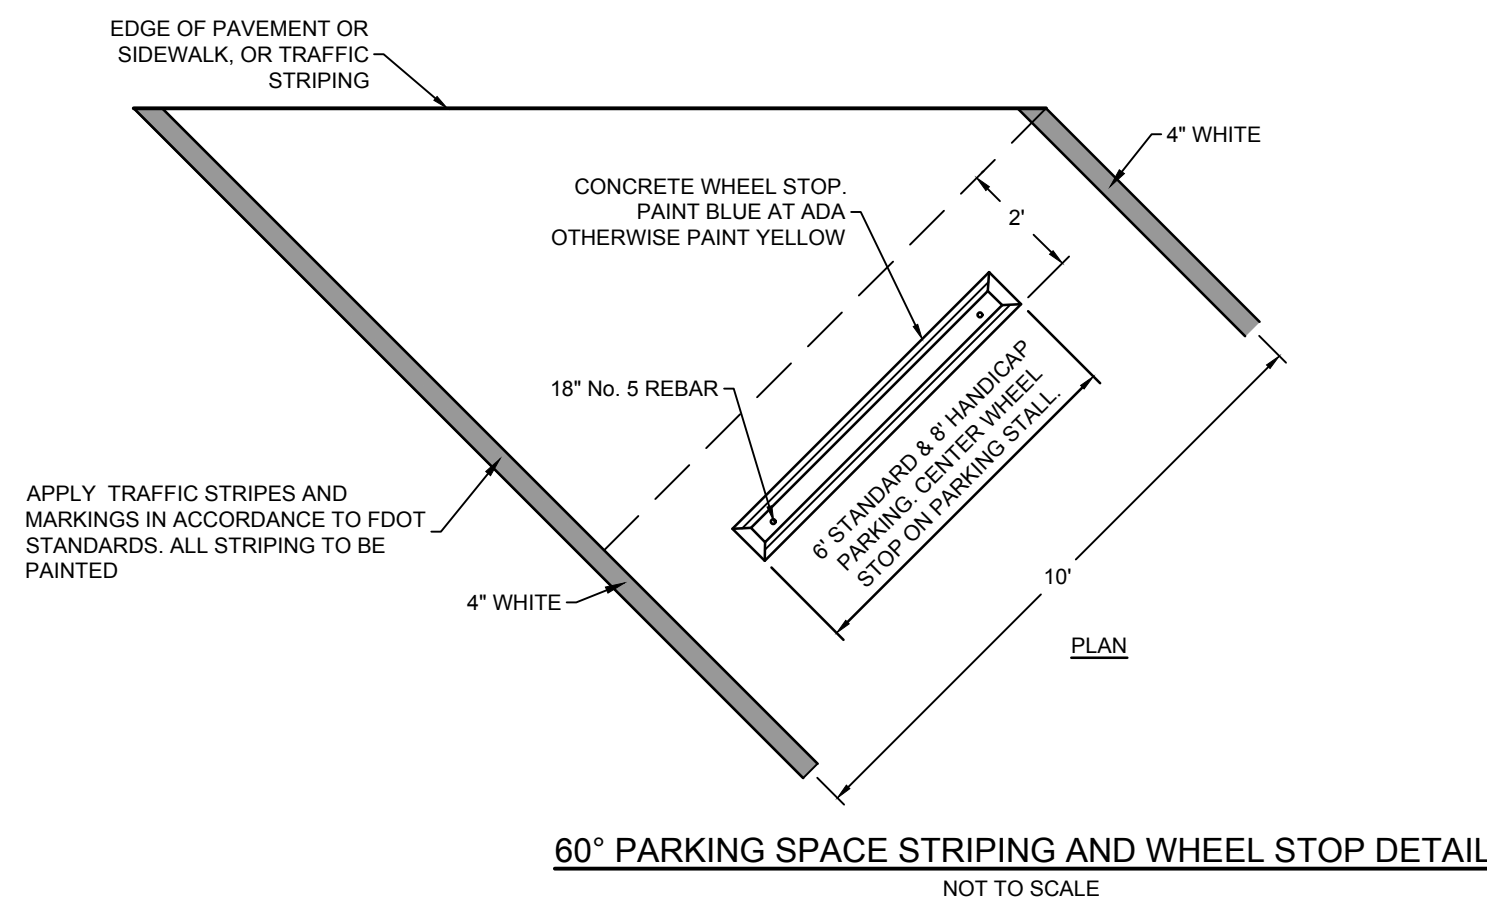 EDGE OF PAVEMENT OR
SIDEWALK, OR TRAFFIC
STRIPING
4" WHITE
CONCRETE WHEEL STOP.
PAINT BLUE AT ADA
OTHERWISE PAINT YELLOW
2'
18" No. 5 REBAR
6' STANDARD & 8' HANDICAP
PARKING. CENTER WHEEL
STOP ON PARKING STALL.
APPLY TRAFFIC STRIPES AND
MARKINGS IN ACCORDANCE TO FDOT
STANDARDS. ALL STRIPING TO BE
PAINTED
4" WHITE
10'
PLAN
60° PARKING SPACE STRIPING AND WHEEL STOP DETAIL
NOT TO SCALE